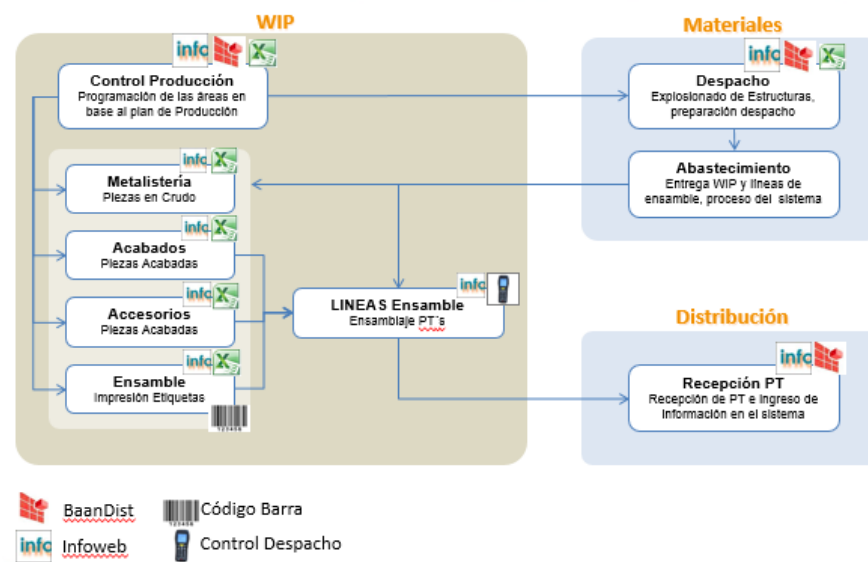 WIP
Materiales
info
info
Control Producción
Programación de las áreas en
base al plan de Producción
Despacho
Explosionado de Estructuras,
preparación despacho
info
Metalistería
Piezas en Crudo
Abastecimiento
Entrega WIP y líneas de
ensamble, proceso del sistema
info
Acabados
Piezas Acabadas
info
Accesorios
Piezas Acabadas
info
LINEAS Ensamble
Ensamblaje PT´s
Distribución
info
Ensamble
Impresión Etiquetas
123456
info
Recepción PT
Recepción de PT e ingreso de
información en el sistema
BaanDist
123456
Código Barra
info
Infoweb
Control Despacho